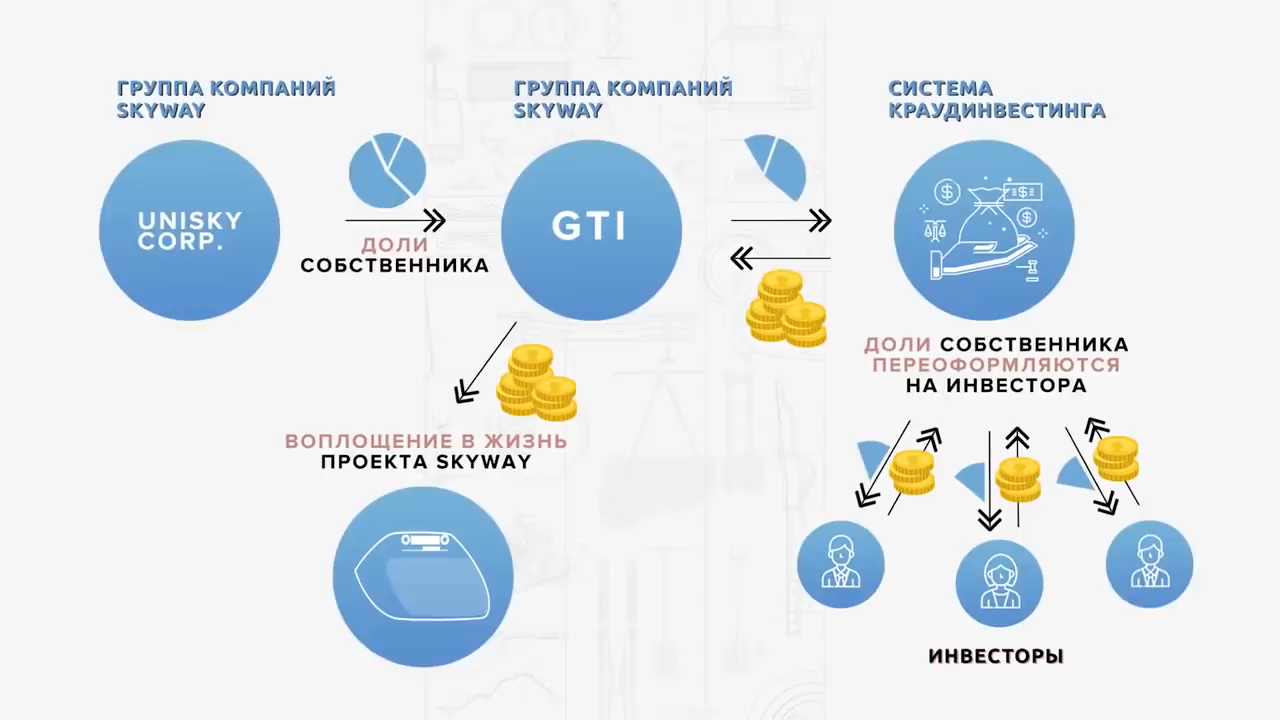 ГРУППА КОМПАНИЙ
SKYWAY
ГРУППА КОМПАНИЙ
SKYWAY
СИСТЕМА
КРАУДИНВЕСТИНГА
UNISKY
CORP.
ДОЛИ
СОБСТВЕННИКА
GTI
ДОЛИ СОБСТВЕННИКА
ПЕРЕОФОРМЛЯЮТСЯ
НА ИНВЕСТОРА
ВОПЛОЩЕНИЕ В ЖИЗНЬ
ПРОЕКТА SKYWAY
ИНВЕСТОРЫ